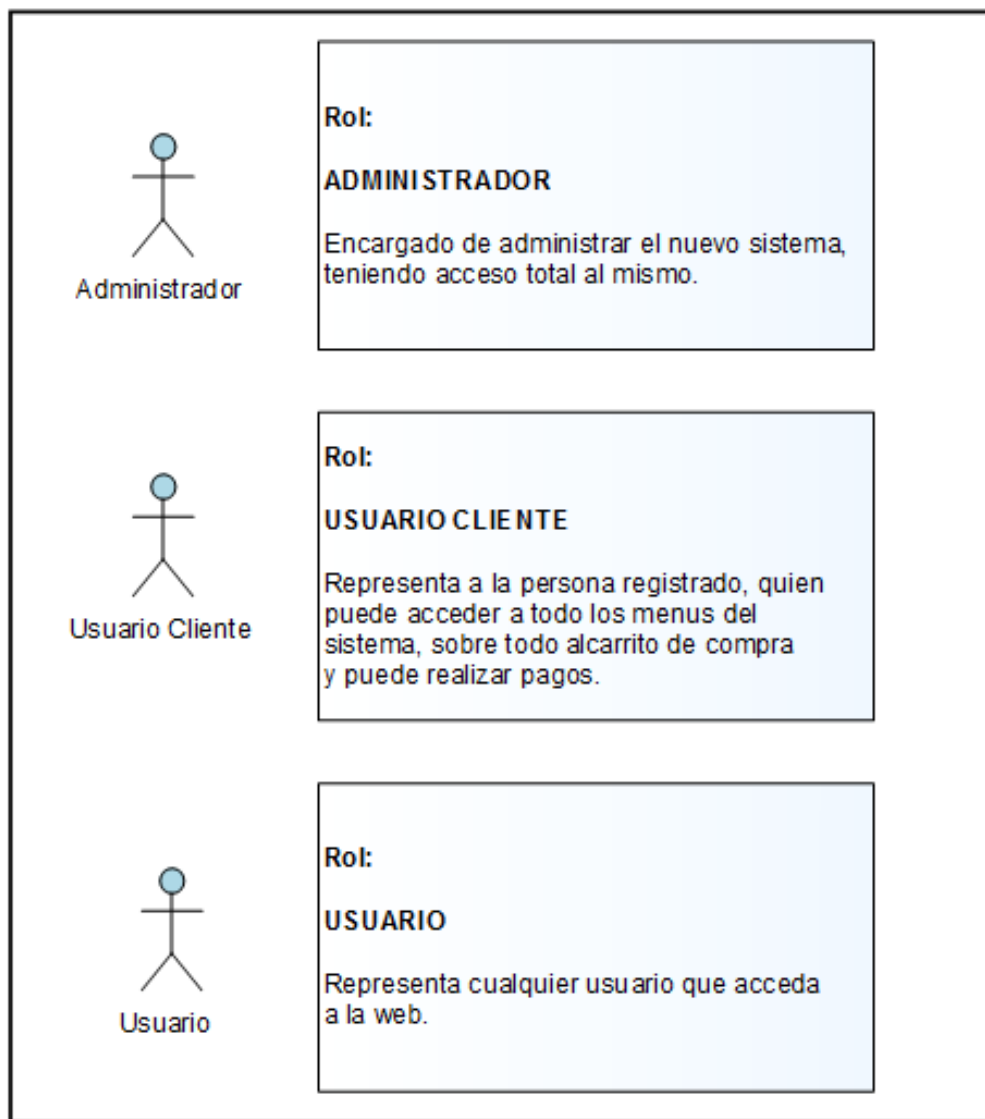 Rol:
ADMINISTRADOR
Encargado de administrar el nuevo sistema,
teniendo acceso total al mismo.
Administrador
Rol:
USUARIO CLIENTE
Representa a la persona registrado, quien
puede acceder a todo los menus del
sistema, sobre todo alcarrito de compra
y puede realizar pagos.
Usuario Cliente
Rol:
USUARIO
Representa cualquier usuario que acceda
a la web.
Usuario